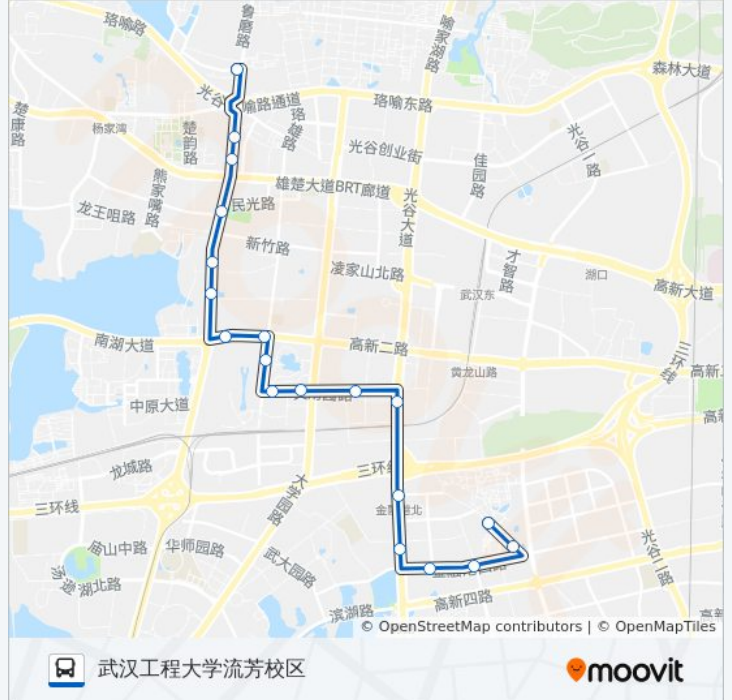 珞喻路
鲁磨路
喻家湖路
森林大道
光谷
喻路通道
珞喻东路
楚康路
杨家湾
楚韵路
珞雄路
光谷创业街
佳园路
光谷一路
熊家嘴路
雄楚大道BRT廊道
光谷大道
龙王咀路
民光路
新竹路
凌家山北路
才智路
湖口
武汉东
高新大道
南湖大道
高新二路
三环线
黄龙山路
高新二
中原大道
高新
龙城路
三环线
三环线
大学园路
庙山中路
华师园路
武大园路
光谷二路
汤逊湖北路
滨湖路
高新四路
高新
© OpenStreetMap contributors | © OpenMapTiles
武汉工程大学流芳校区
moovit